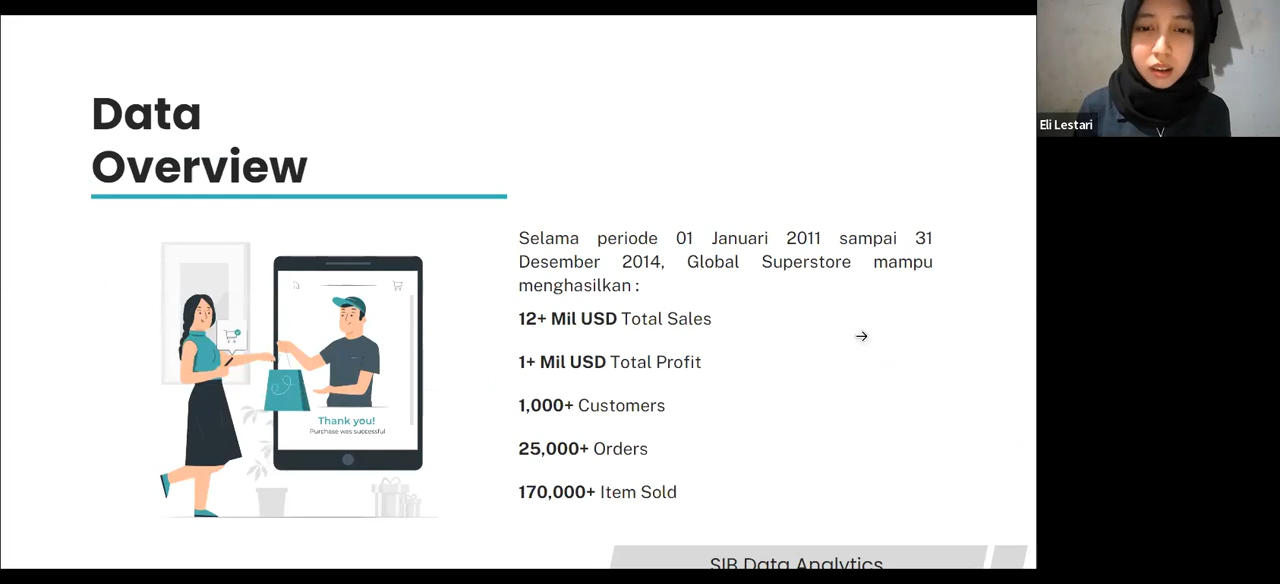 Data
Overview
Selama periode 01 Januari 2011 sampai 31
Desember 2014, Global Superstore mampu
menghasilkan :
12+ Mil USD Total Sales
1+ Mil USD Total Profit
1,000+ Customers
25,000+ Orders
170,000+ Item Sold
Thank you!
Purchase was successful
SIB Data Analytics
Eli Lestari